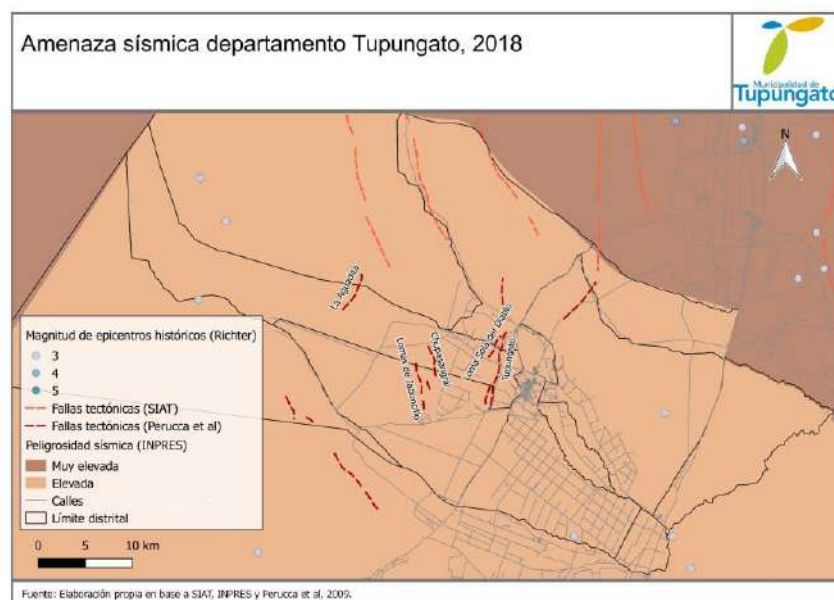 Amenaza sísmica departamento Tupungato, 2018
Municipalidad de
Tupungato
N
La Aguadita
Lomas de Jaboncillo
Chupasangral
Loma Sola del Diablo
Tupungato
Magnitud de epicentros históricos (Richter)
3
4
5
Fallas tectónicas (SIAT)
Fallas tectónicas (Perucca et al)
Peligrosidad sísmica (INPRES)
Muy elevada
Elevada
Calles
Límite distrital
0 5 10 km
Fuente: Elaboración propia en base a SIAT, INPRES y Perucca et al, 2009.